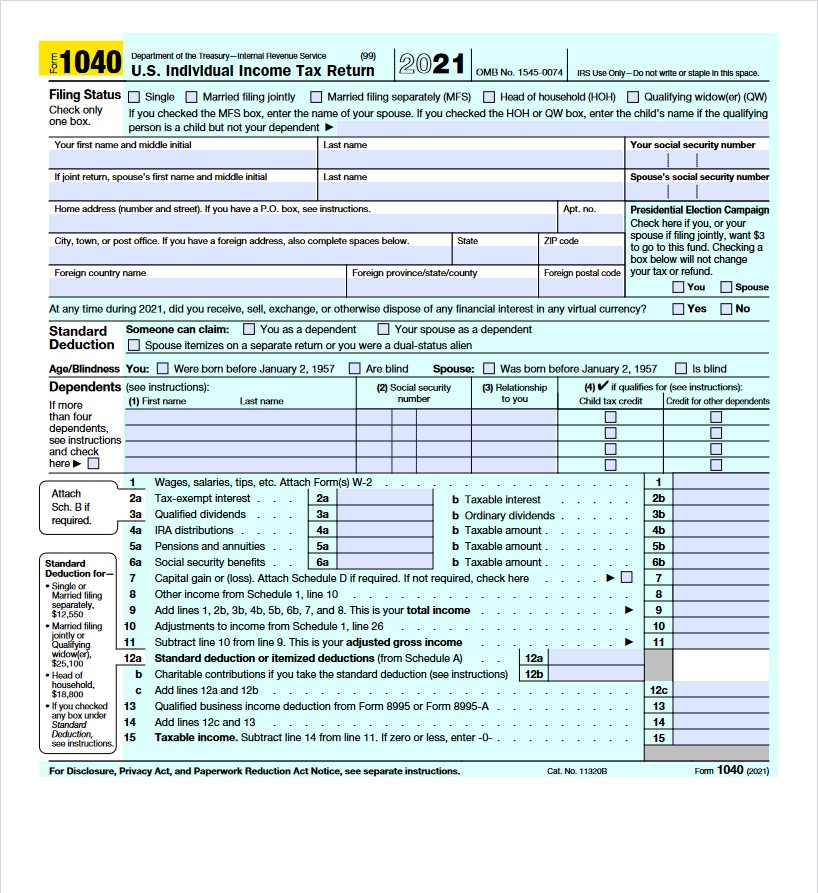 Form 1040 Department of the Treasury—Internal Revenue Service (99) 2021 OMB No. 1545-0074 IRS Use Only—Do not write or staple in this space.
U.S. Individual Income Tax Return
Filing Status
Check only
one box.
Single Married filing jointly Married filing separately (MFS) Head of household (HOH) Qualifying widow(er) (QW)
If you checked the MFS box, enter the name of your spouse. If you checked the HOH or QW box, enter the child's name if the qualifying
person is a child but not your dependent ▶
Your first name and middle initial Last name Your social security number
If joint return, spouse's first name and middle initial Last name Spouse's social security number
Home address (number and street). If you have a P.O. box, see instructions. Apt. no.
City, town, or post office. If you have a foreign address, also complete spaces below. State ZIP code
Foreign country name Foreign province/state/county Foreign postal code
Presidential Election Campaign
Check here if you, or your
spouse if filing jointly, want $3
to go to this fund. Checking a
box below will not change
your tax or refund.
You Spouse
At any time during 2021, did you receive, sell, exchange, or otherwise dispose of any financial interest in any virtual currency? Yes No
Standard
Deduction
Someone can claim: You as a dependent Your spouse as a dependent
Spouse itemizes on a separate return or you were a dual-status alien
Age/Blindness You: Were born before January 2, 1957 Are blind Spouse: Was born before January 2, 1957 Is blind
Dependents (see instructions):
(1) First name Last name
(2) Social security
number
(3) Relationship
to you
(4) ✔ if qualifies for (see instructions):
Child tax credit Credit for other dependents
If more
than four
dependents,
see instructions
and check
here ▶
Attach
Sch. B if
required.
1 Wages, salaries, tips, etc. Attach Form(s) W-2 . . . . . . . . . . . . . . . . 1
2a Tax-exempt interest . . . 2a b Taxable interest . . . . . 2b
3a Qualified dividends . . . 3a b Ordinary dividends . . . . . 3b
4a IRA distributions . . . . 4a b Taxable amount . . . . . . 4b
5a Pensions and annuities . . 5a b Taxable amount . . . . . . 5b
6a Social security benefits . . 6a b Taxable amount . . . . . . 6b
7 Capital gain or (loss). Attach Schedule D if required. If not required, check here . . . . ▶ 7
8 Other income from Schedule 1, line 10 . . . . . . . . . . . . . . . . . . 8
9 Add lines 1, 2b, 3b, 4b, 5b, 6b, 7, and 8. This is your total income . . . . . . . . . ▶ 9
10 Adjustments to income from Schedule 1, line 26 . . . . . . . . . . . . . . . 10
11 Subtract line 10 from line 9. This is your adjusted gross income . . . . . . . . . ▶ 11
12a Standard deduction or itemized deductions (from Schedule A) . . 12a
b Charitable contributions if you take the standard deduction (see instructions) 12b
c Add lines 12a and 12b . . . . . . . . . . . . . . . . . . . . . . . 12c
13 Qualified business income deduction from Form 8995 or Form 8995-A . . . . . . . . . 13
14 Add lines 12c and 13 . . . . . . . . . . . . . . . . . . . . . . . 14
15 Taxable income. Subtract line 14 from line 11. If zero or less, enter -0- . . . . . . . . . 15
Standard
Deduction for—
• Single or
Married filing
separately,
$12,550
• Married filing
jointly or
Qualifying
widow(er),
$25,100
• Head of
household,
$18,800
• If you checked
any box under
Standard
Deduction,
see instructions.
For Disclosure, Privacy Act, and Paperwork Reduction Act Notice, see separate instructions. Cat. No. 11320B Form 1040 (2021)